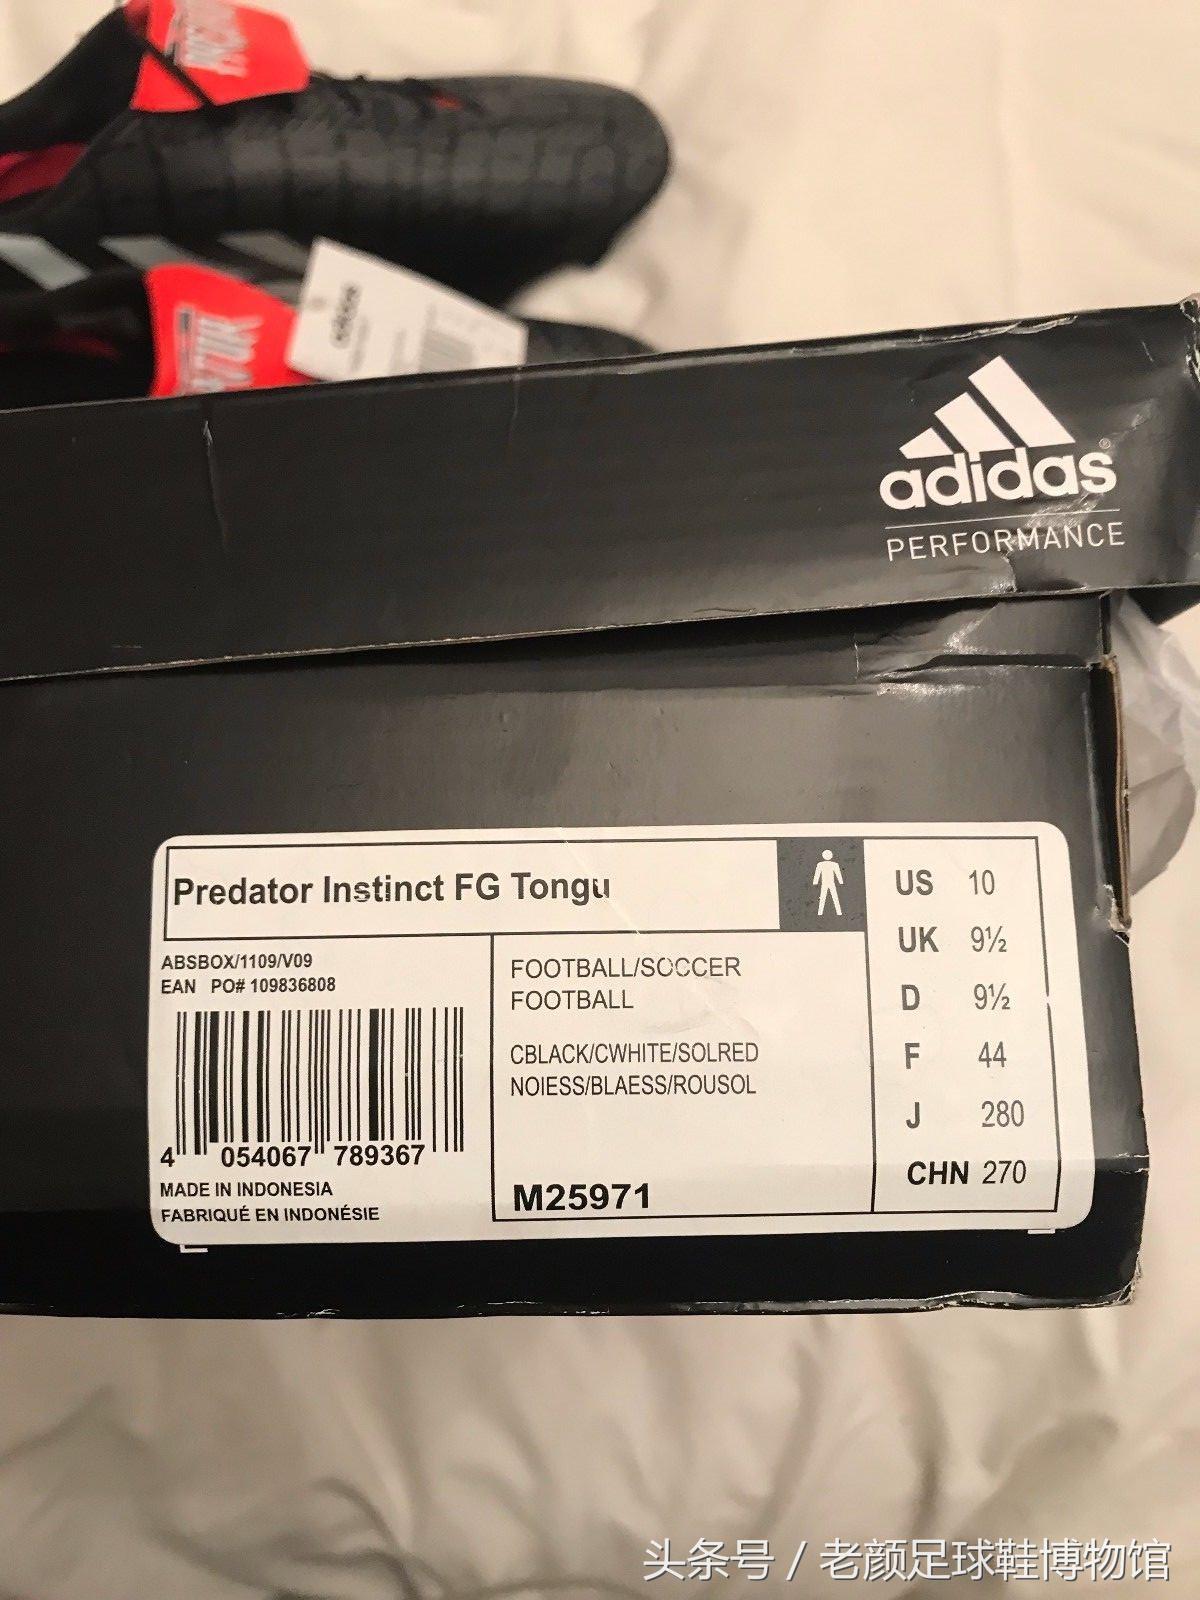 adidas
adidas®
PERFORMANCE
Predator Instinct FG Tongu
ABSBOX/1109/V09
EAN PO# 109836808
4 054067 789367
MADE IN INDONESIA
FABRIQUÉ EN INDONÉSIE
FOOTBALL/SOCCER
FOOTBALL
CBLACK/CWHITE/SOLRED
NOIESS/BLAESS/ROUSOL
M25971
US 10
UK 9½
D 9½
F 44
J 280
CHN 270
头条号 / 老颜足球鞋博物馆